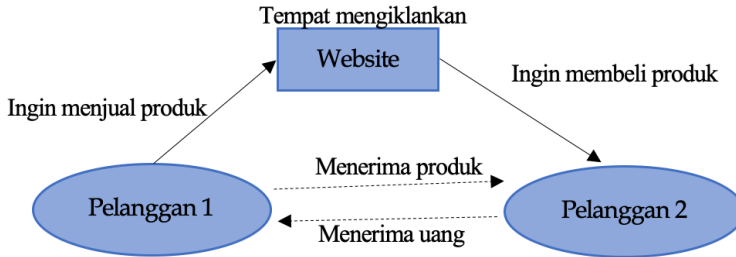 Tempat mengiklankan
Website
Ingin menjual produk
Ingin membeli produk
Menerima produk
Pelanggan 1
Pelanggan 2
Menerima uang